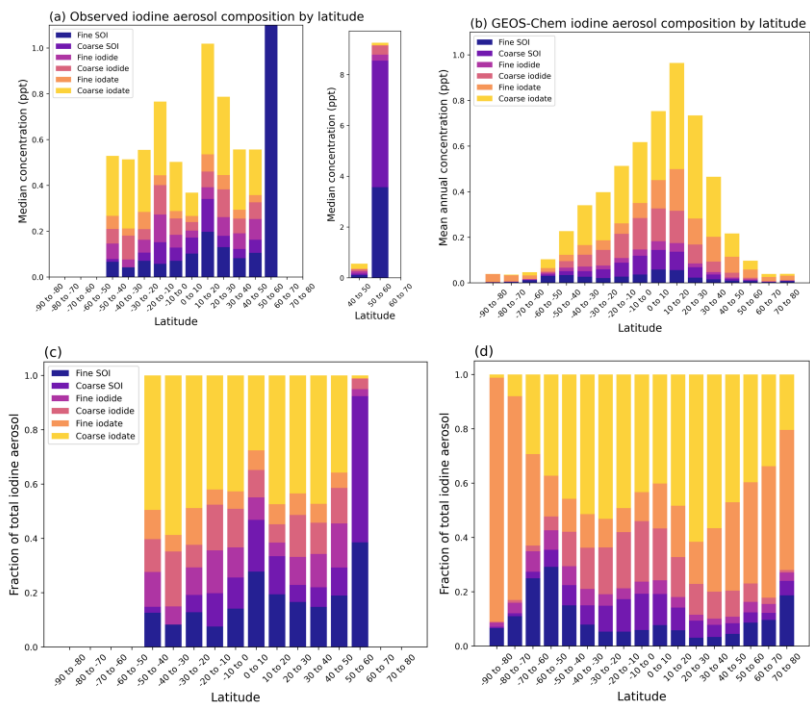 (a) Observed iodine aerosol composition by latitude
Median concentration (ppt)
1.0
0.8
0.6
0.4
0.2
0.0
Fine SOI
Coarse SOI
Fine iodide
Coarse iodide
Fine iodate
Coarse iodate
-90 to -80
-80 to -70
-70 to -60
-60 to -50
-50 to -40
-40 to -30
-30 to -20
-20 to -10
-10 to 0
0 to 10
10 to 20
20 to 30
30 to 40
40 to 50
50 to 60
60 to 70
70 to 80
Latitude
Median concentration (ppt)
8
6
4
2
0
40 to 50
50 to 60
60 to 70
(b) GEOS-Chem iodine aerosol composition by latitude
Mean annual concentration (ppt)
1.0
0.8
0.6
0.4
0.2
0.0
Fine SOI
Coarse SOI
Fine iodide
Coarse iodide
Fine iodate
Coarse iodate
-90 to -80
-80 to -70
-70 to -60
-60 to -50
-50 to -40
-40 to -30
-30 to -20
-20 to -10
-10 to 0
0 to 10
10 to 20
20 to 30
30 to 40
40 to 50
50 to 60
60 to 70
70 to 80
Latitude
(c)
Fraction of total iodine aerosol
1.0
0.8
0.6
0.4
0.2
0.0
Fine SOI
Coarse SOI
Fine iodide
Coarse iodide
Fine iodate
Coarse iodate
-90 to -80
-80 to -70
-70 to -60
-60 to -50
-50 to -40
-40 to -30
-30 to -20
-20 to -10
-10 to 0
0 to 10
10 to 20
20 to 30
30 to 40
40 to 50
50 to 60
60 to 70
70 to 80
Latitude
(d)
Fraction of total iodine aerosol
1.0
0.8
0.6
0.4
0.2
0.0
-90 to -80
-80 to -70
-70 to -60
-60 to -50
-50 to -40
-40 to -30
-30 to -20
-20 to -10
-10 to 0
0 to 10
10 to 20
20 to 30
30 to 40
40 to 50
50 to 60
60 to 70
70 to 80
Latitude